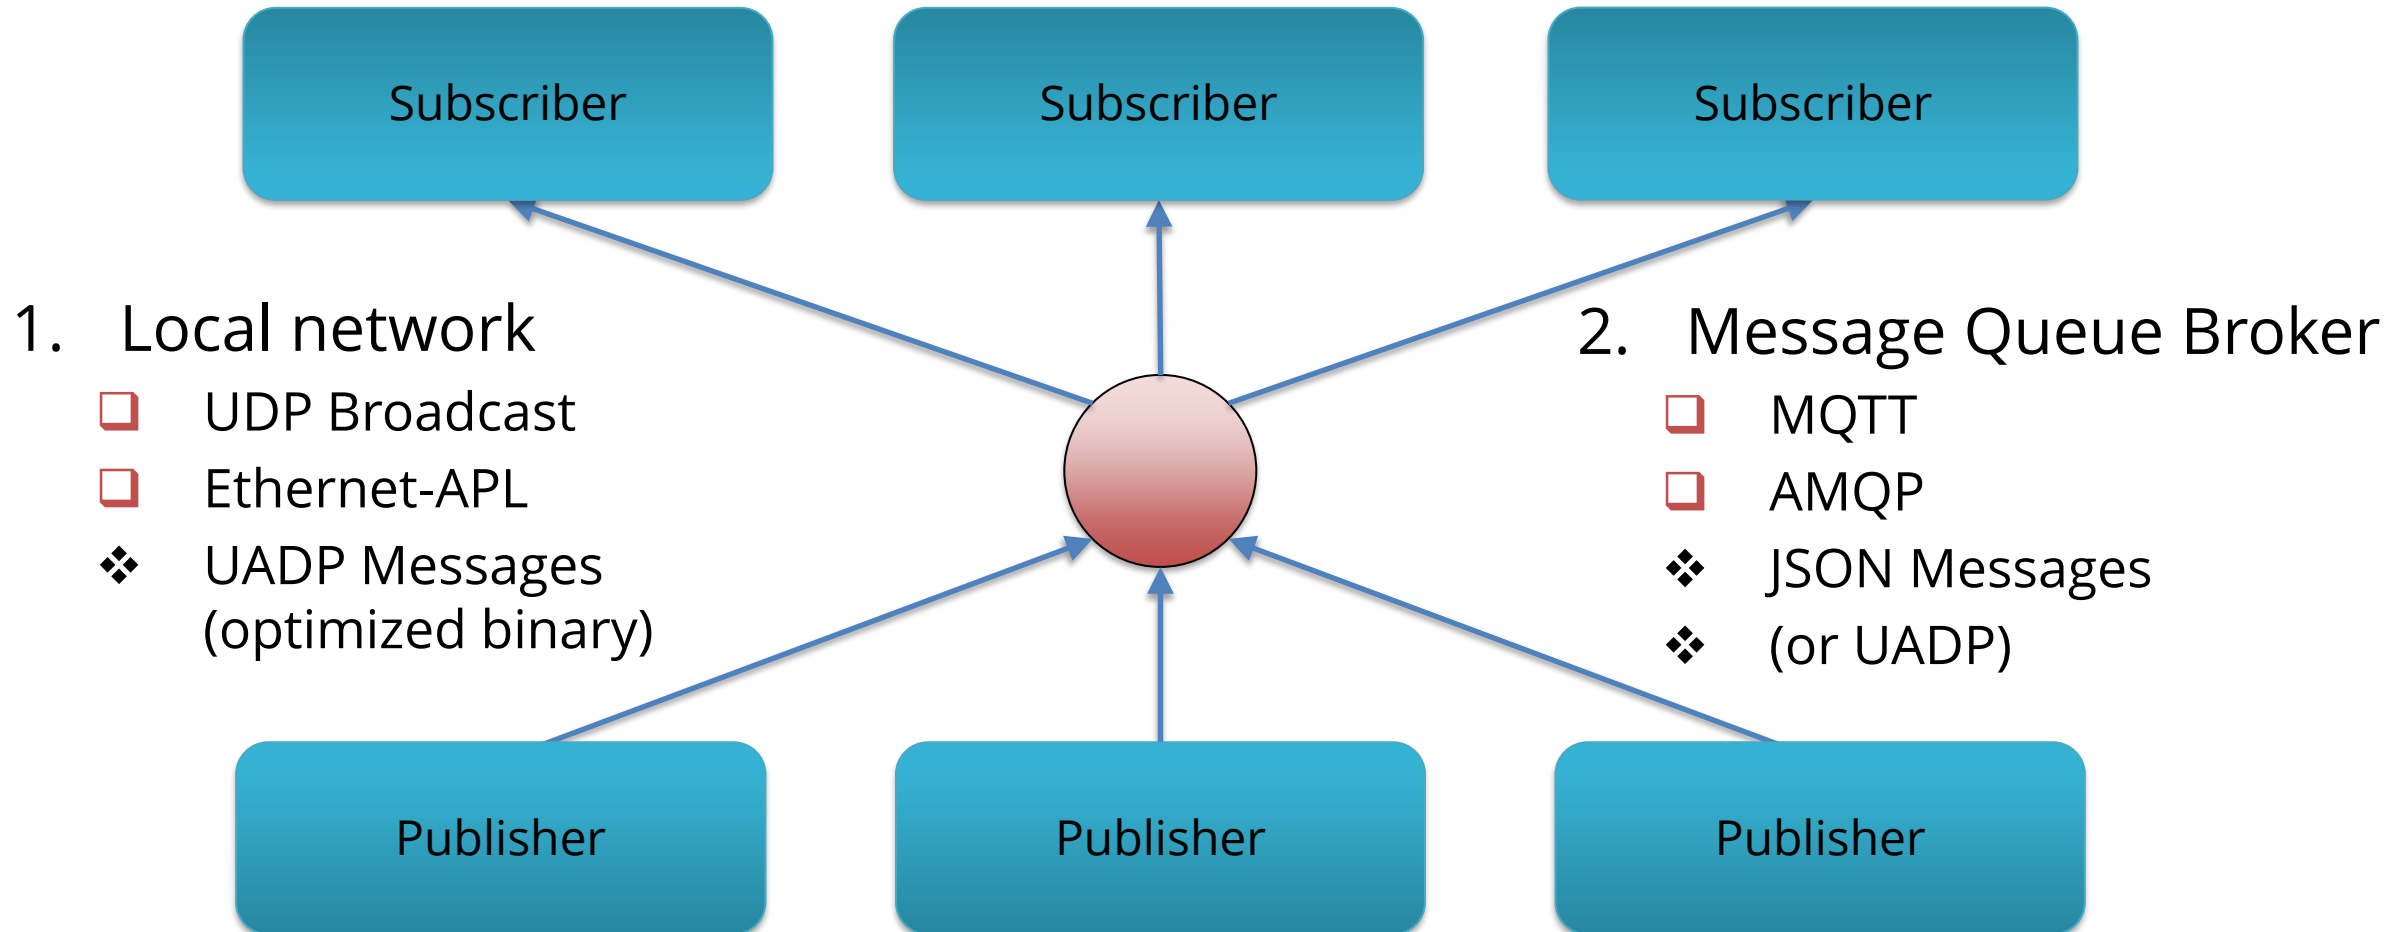 Subscriber
Subscriber
Subscriber
1. Local network
UDP Broadcast
Ethernet-APL
UADP Messages
(optimized binary)
2. Message Queue Broker
MQTT
AMQP
JSON Messages
(or UADP)
Publisher
Publisher
Publisher